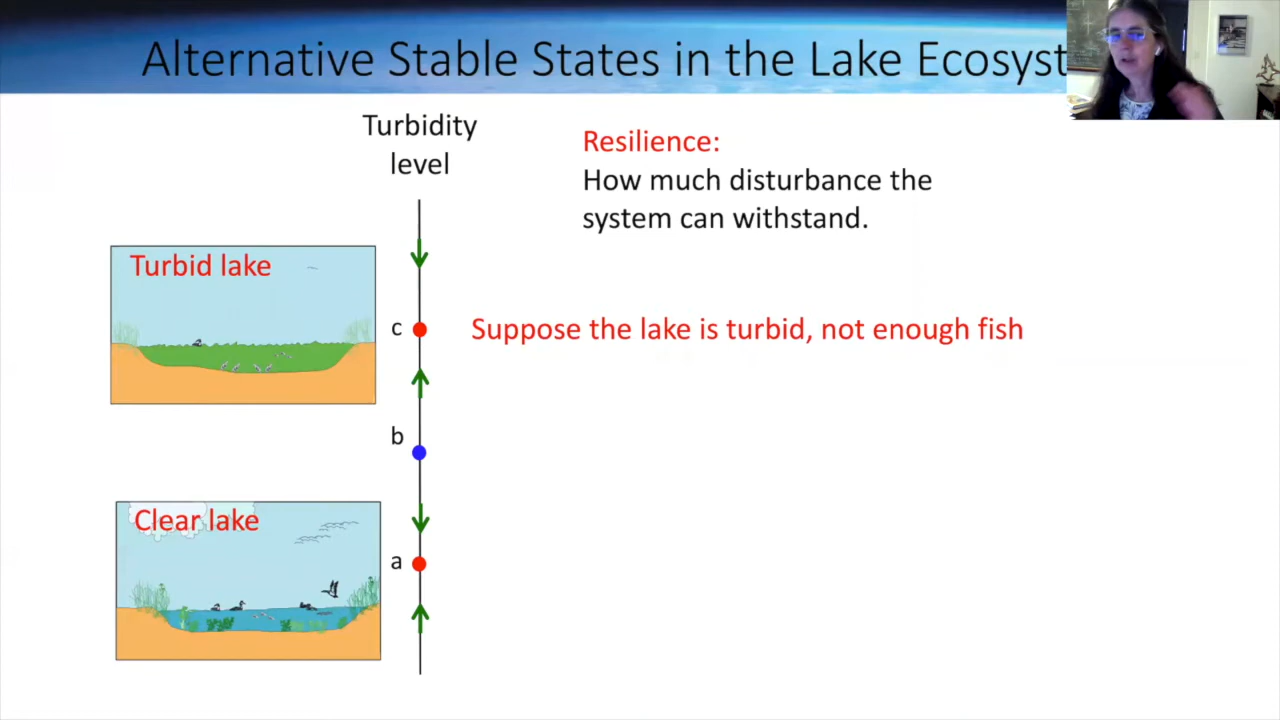 Alternative Stable States in the Lake Ecosyst
Turbidity
level
Resilience:
How much disturbance the
system can withstand.
Turbid lake
c
Suppose the lake is turbid, not enough fish
b
Clear lake
a